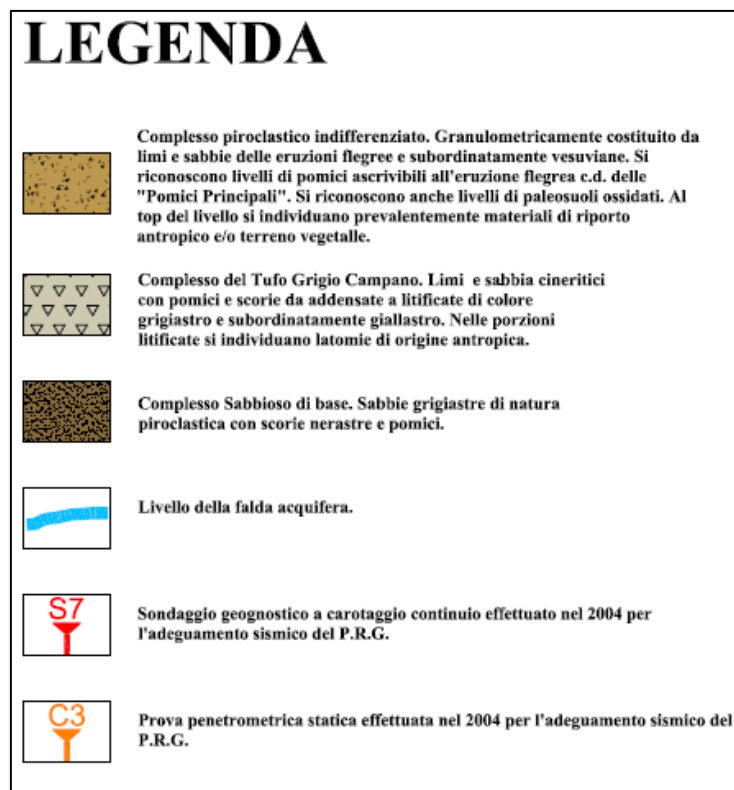 LEGENDA
Complesso piroclastico indifferenziato. Granulometricamente costituito da
limi e sabbie delle eruzioni flegree e subordinatamente vesuviane. Si
riconoscono livelli di pomici ascrivibili all'eruzione flegrea c.d. delle
"Pomici Principali". Si riconoscono anche livelli di paleosuoli ossidati. Al
top del livello si individuano prevalentemente materiali di riporto
antropico e/o terreno vegetalle.
Complesso del Tufo Grigio Campano. Limi e sabbia cineritici
con pomici e scorie da addensate a litificate di colore
grigiastro e subordinatamente giallastro. Nelle porzioni
litificate si individuano latomie di origine antropica.
Complesso Sabbioso di base. Sabbie grigiastre di natura
piroclastica con scorie nerastre e pomici.
Livello della falda acquifera.
S7
Sondaggio geognostico a carotaggio continuio effettuato nel 2004 per
l'adeguamento sismico del P.R.G.
C3
Prova penetrometrica statica effettuata nel 2004 per l'adeguamento sismico del
P.R.G.